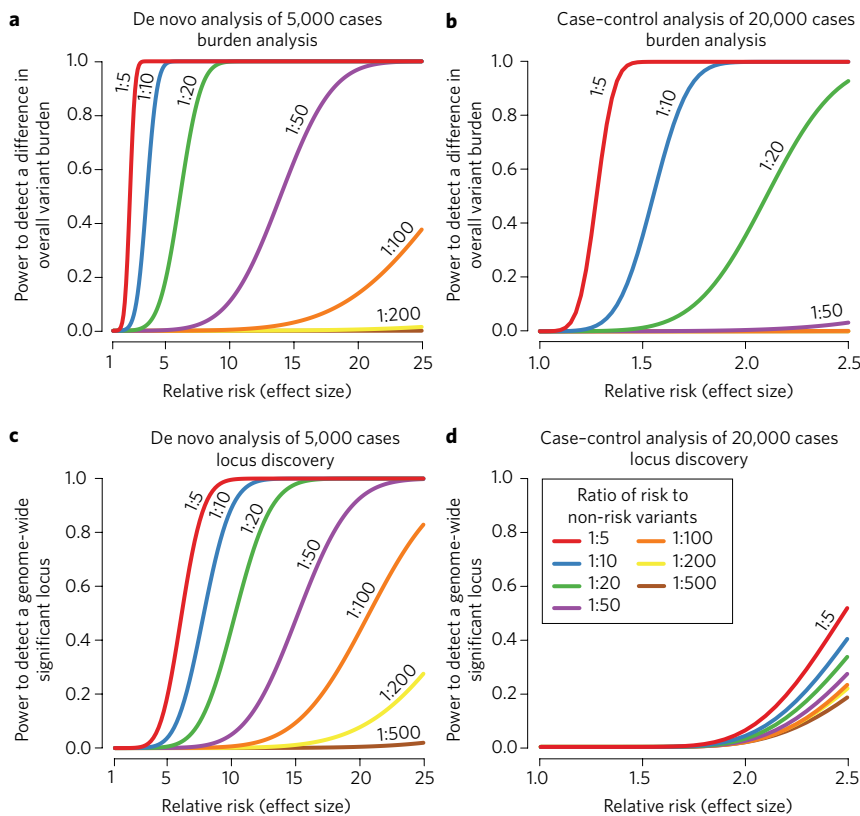 a
De novo analysis of 5,000 cases
burden analysis
Power to detect a difference in
overall variant burden
1.0
0.8
0.6
0.4
0.2
0.0
1:5
1:10
1:20
1:50
1:100
1:200
1
5
10
15
20
25
Relative risk (effect size)
b
Case–control analysis of 20,000 cases
burden analysis
Power to detect a difference in
overall variant burden
1.0
0.8
0.6
0.4
0.2
0.0
1:5
1:10
1:20
1:50
1.0
1.5
2.0
2.5
Relative risk (effect size)
c
De novo analysis of 5,000 cases
locus discovery
Power to detect a genome-wide
significant locus
1.0
0.8
0.6
0.4
0.2
0.0
1:5
1:10
1:20
1:50
1:100
1:200
1:500
1
5
10
15
20
25
Relative risk (effect size)
d
Case–control analysis of 20,000 cases
locus discovery
Power to detect a genome-wide
significant locus
1.0
0.8
0.6
0.4
0.2
0.0
Ratio of risk to
non-risk variants
1:5 1:100
1:10 1:200
1:20 1:500
1:50
1:5
1.0
1.5
2.0
2.5
Relative risk (effect size)